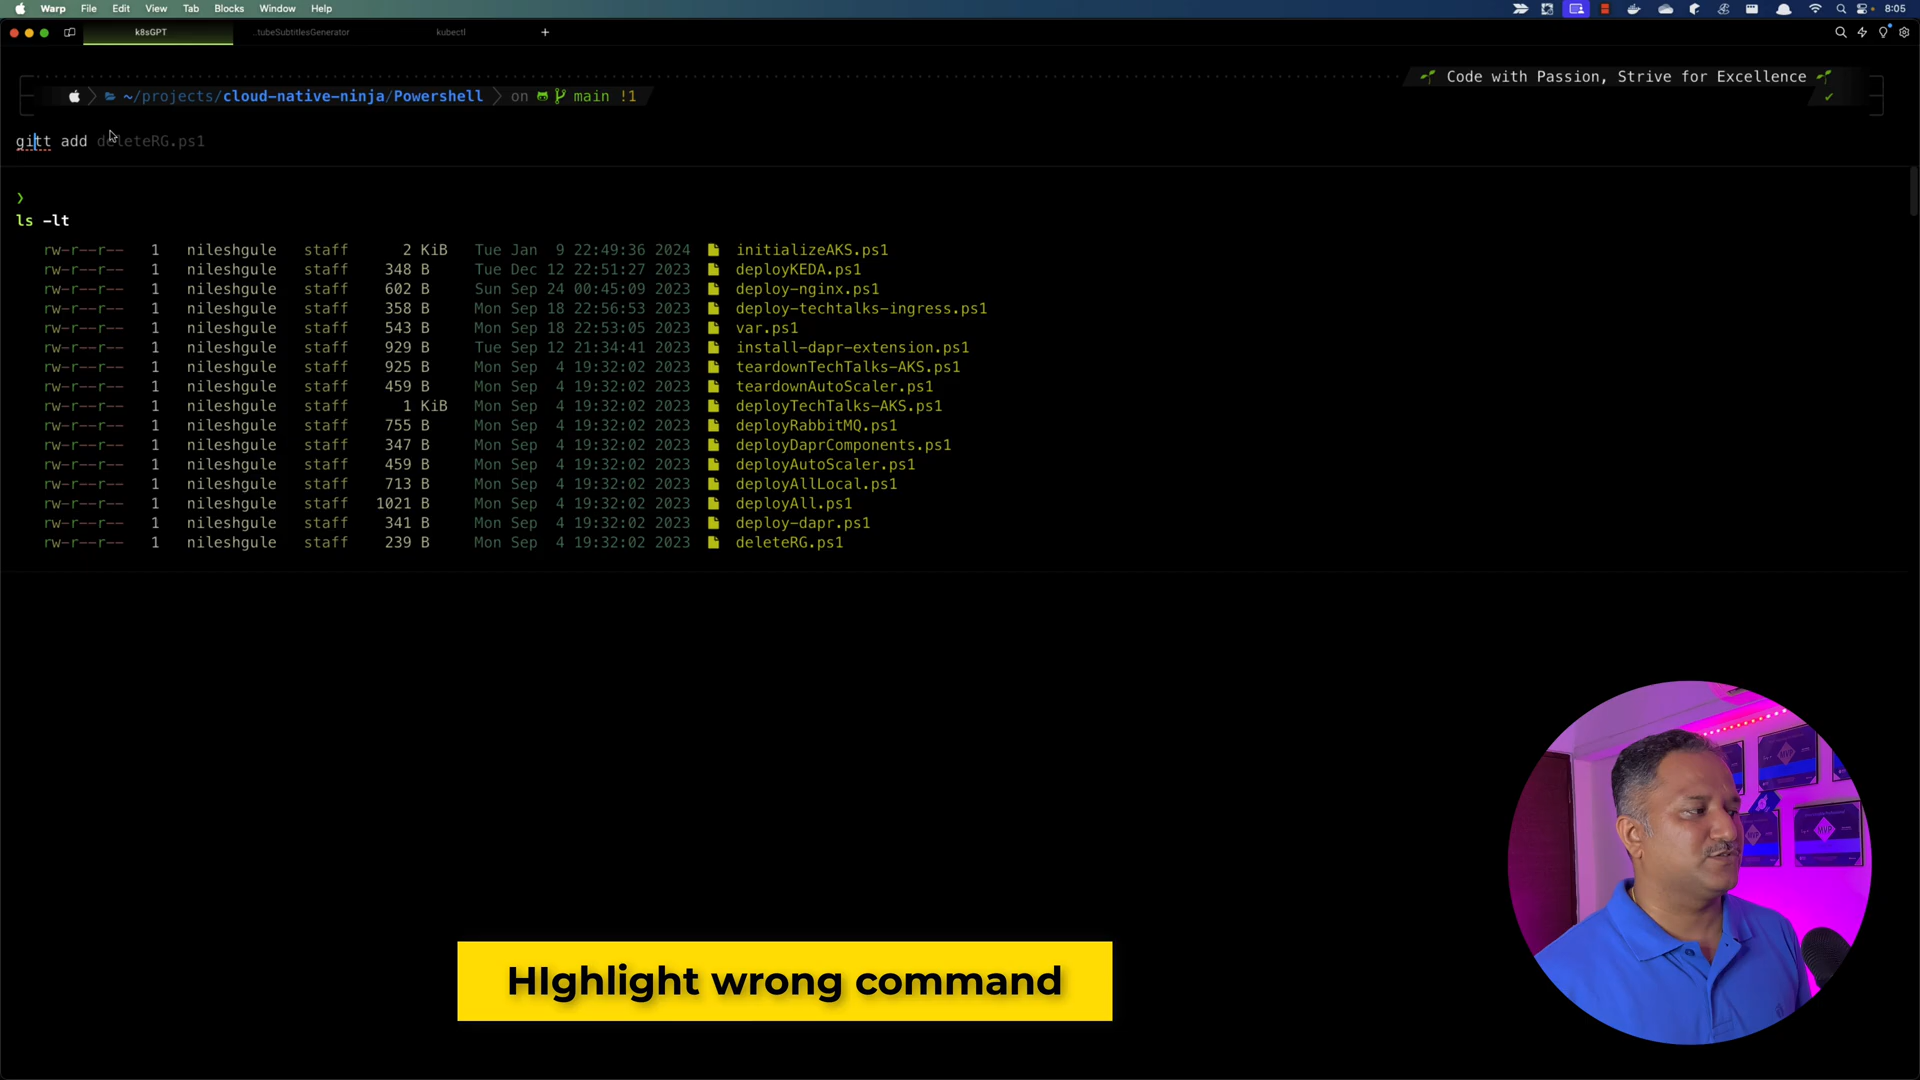 Warp File Edit View Tab Blocks Window Help 8:05
k8sGPT ...tubeSubtitlesGenerator kubectl +
Code with Passion, Strive for Excellence
~/projects/cloud-native-ninja/Powershell on main !1 ✔
gitt add deleteRG.ps1
❯
ls -lt
rw-r--r-- 1 nileshgule staff 2 KiB Tue Jan 9 22:49:36 2024 initializeAKS.ps1
rw-r--r-- 1 nileshgule staff 348 B Tue Dec 12 22:51:27 2023 deployKEDA.ps1
rw-r--r-- 1 nileshgule staff 602 B Sun Sep 24 00:45:09 2023 deploy-nginx.ps1
rw-r--r-- 1 nileshgule staff 358 B Mon Sep 18 22:56:53 2023 deploy-techtalks-ingress.ps1
rw-r--r-- 1 nileshgule staff 543 B Mon Sep 18 22:53:05 2023 var.ps1
rw-r--r-- 1 nileshgule staff 929 B Tue Sep 12 21:34:41 2023 install-dapr-extension.ps1
rw-r--r-- 1 nileshgule staff 925 B Mon Sep 4 19:32:02 2023 teardownTechTalks-AKS.ps1
rw-r--r-- 1 nileshgule staff 459 B Mon Sep 4 19:32:02 2023 teardownAutoScaler.ps1
rw-r--r-- 1 nileshgule staff 1 KiB Mon Sep 4 19:32:02 2023 deployTechTalks-AKS.ps1
rw-r--r-- 1 nileshgule staff 755 B Mon Sep 4 19:32:02 2023 deployRabbitMQ.ps1
rw-r--r-- 1 nileshgule staff 347 B Mon Sep 4 19:32:02 2023 deployDaprComponents.ps1
rw-r--r-- 1 nileshgule staff 459 B Mon Sep 4 19:32:02 2023 deployAutoScaler.ps1
rw-r--r-- 1 nileshgule staff 713 B Mon Sep 4 19:32:02 2023 deployAllLocal.ps1
rw-r--r-- 1 nileshgule staff 1021 B Mon Sep 4 19:32:02 2023 deployAll.ps1
rw-r--r-- 1 nileshgule staff 341 B Mon Sep 4 19:32:02 2023 deploy-dapr.ps1
rw-r--r-- 1 nileshgule staff 239 B Mon Sep 4 19:32:02 2023 deleteRG.ps1
MVP
MVP
MVP
HIghlight wrong command